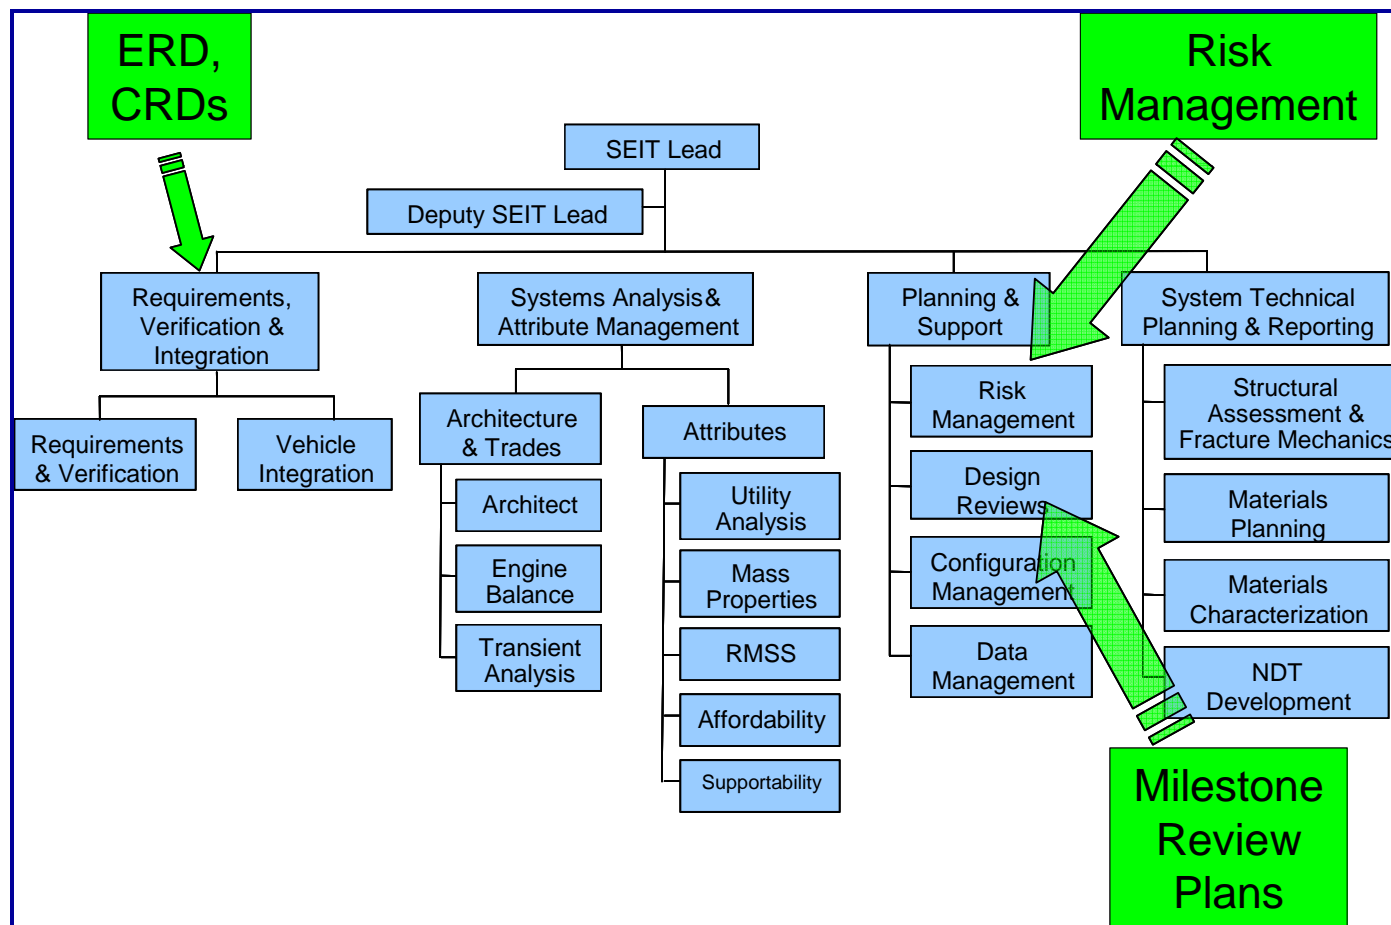 ERD,
CRDs
Risk
Management
SEIT Lead
Deputy SEIT Lead
Requirements,
Verification &
Integration
Systems Analysis&
Attribute Management
Planning &
Support
System Technical
Planning & Reporting
Requirements
& Verification
Vehicle
Integration
Architecture
& Trades
Architect
Engine
Balance
Transient
Analysis
Attributes
Utility
Analysis
Mass
Properties
RMSS
Affordability
Supportability
Risk
Management
Design
Reviews
Configuration
Management
Data
Management
Structural
Assessment &
Fracture Mechanics
Materials
Planning
Materials
Characterization
NDT
Development
Milestone
Review
Plans